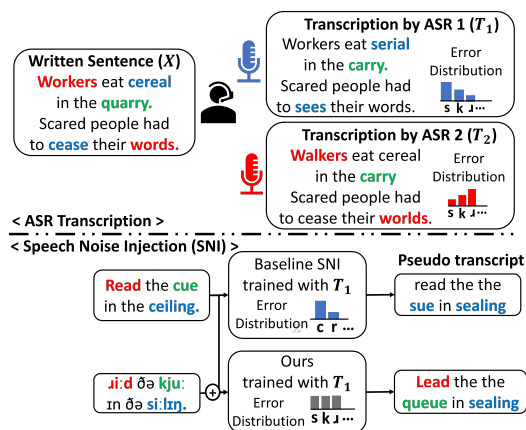 Written Sentence (X)
Workers eat cereal
in the quarry.
Scared people had
to cease their words.
Transcription by ASR 1 (T₁)
Workers eat serial
in the carry.
Scared people had
to sees their words.
Error
Distribution
s k ɹ ...
Transcription by ASR 2 (T₂)
Walkers eat cereal
in the carry
Scared people had
to cease their worlds.
Error
Distribution
s k ɹ ...
< ASR Transcription >
< Speech Noise Injection (SNI) >
Read the cue
in the ceiling.
Baseline SNI
trained with T₁
Error
Distribution
c r ...
Pseudo transcript
read the the
sue in sealing
ɹiːd ðə kjuː
ɪn ðə siːlɪŋ.
+
Ours
trained with T₁
Error
Distribution
s k ɹ ...
Lead the the
queue in sealing